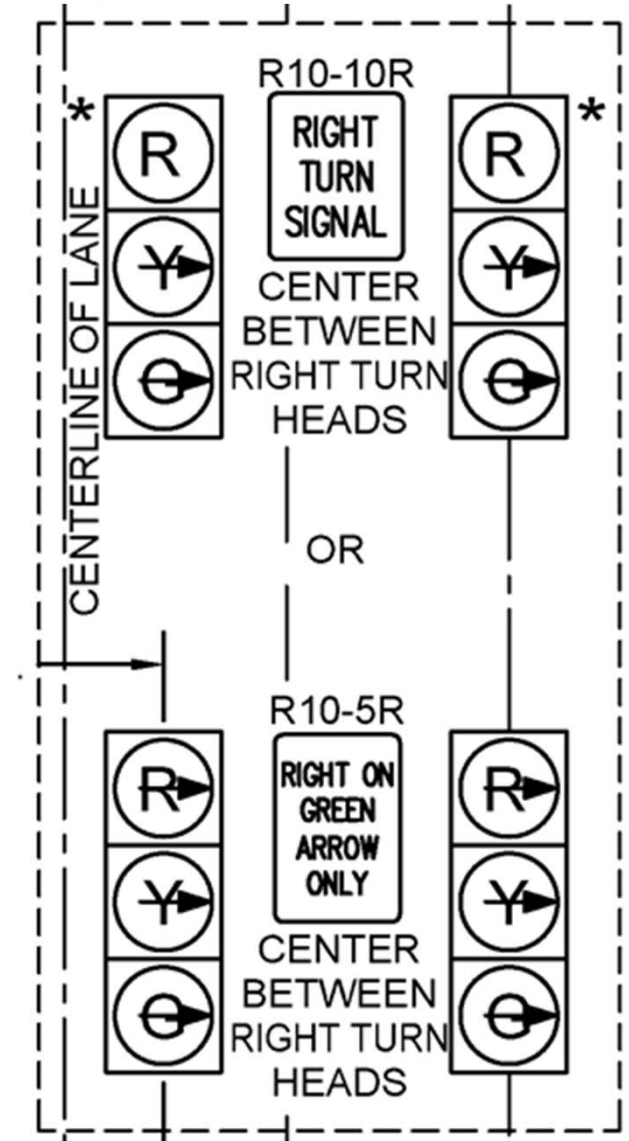 R10-10R
* R RIGHT TURN SIGNAL R *
Y Y
G G
CENTER
BETWEEN
RIGHT TURN
HEADS
CENTERLINE OF LANE
OR
R10-5R
R RIGHT ON GREEN ARROW ONLY R
Y Y
G G
CENTER
BETWEEN
RIGHT TURN
HEADS